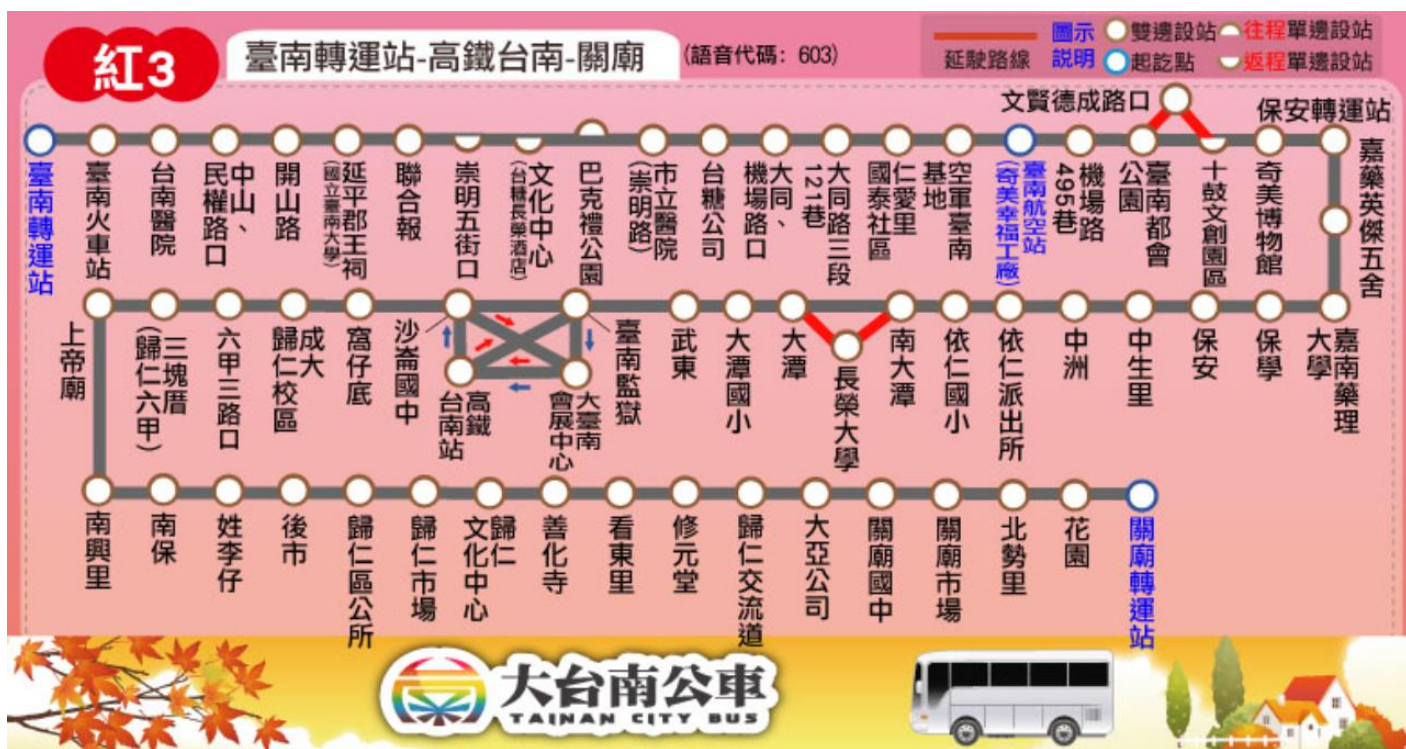 紅3
臺南轉運站-高鐵台南-關廟
(語音代碼: 603)
延駛路線
圖示說明
雙邊設站
起訖點
往程單邊設站
返程單邊設站
臺南轉運站
臺南火車站
台南醫院
中山、民權路口
開山路
延平郡王祠(國立臺南大學)
聯合報
崇明五街口
文化中心(台糖長榮酒店)
巴克禮公園
市立醫院(崇明路)
台糖公司
大同、機場路口
大同路三段121巷
仁愛里國泰社區
空軍臺南基地
臺南航空站(奇美幸福工廠)
機場路495巷
臺南都會公園
文賢德成路口
十鼓文創園區
奇美博物館
保安轉運站
嘉藥英傑五舍
嘉南藥理大學
保學
保安
中生里
中洲
依仁派出所
依仁國小
南大潭
長榮大學
大潭
大潭國小
武東
臺南監獄
大臺南會展中心
高鐵台南站
沙崙國中
窩仔底
成大歸仁校區
六甲三路口
三塊厝(歸仁六甲)
上帝廟
南興里
南保
姓李仔
後市
歸仁區公所
歸仁市場
歸仁文化中心
善化寺
看東里
修元堂
歸仁交流道
大亞公司
關廟國中
關廟市場
北勢里
花園
關廟轉運站
大台南公車
TAINAN CITY BUS